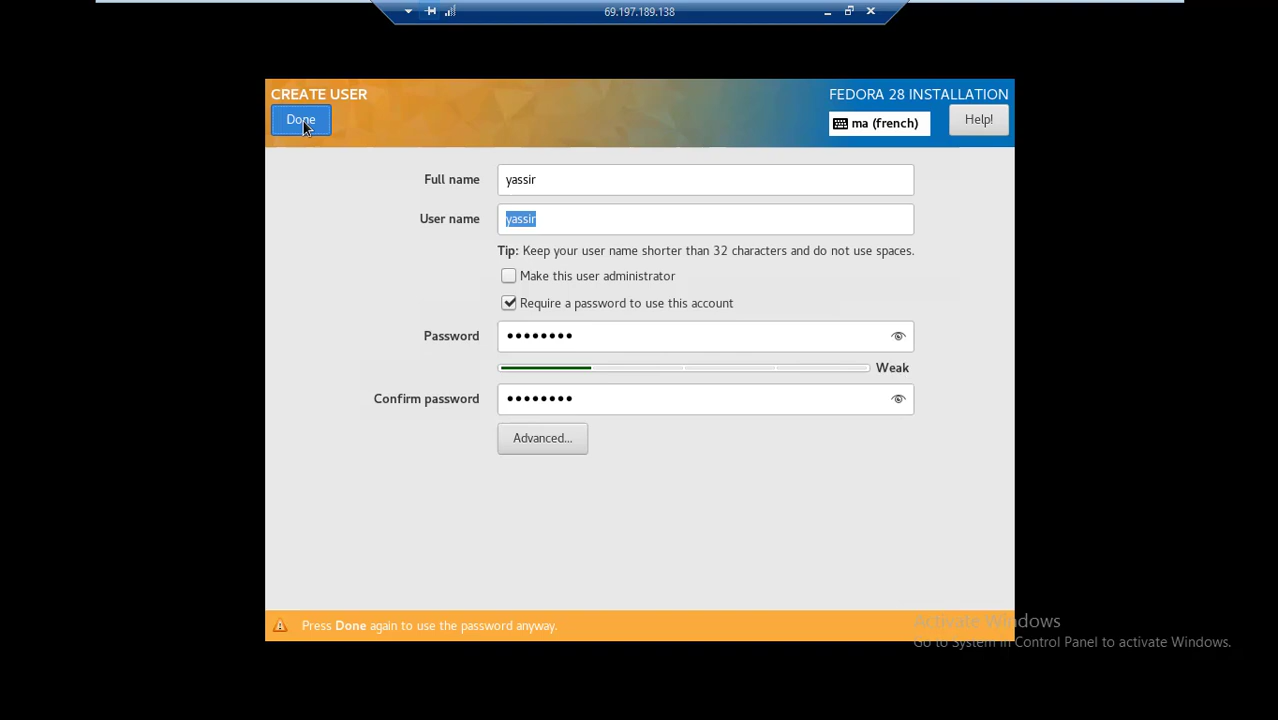 69.197.189.138
CREATE USER
FEDORA 28 INSTALLATION
Done
ma (french)
Help!
Full name
yassir
User name
yassir
Tip: Keep your user name shorter than 32 characters and do not use spaces.
Make this user administrator
Require a password to use this account
Password
••••••••
Weak
Confirm password
••••••••
Advanced...
Press Done again to use the password anyway.
Activate Windows
Go to System in Control Panel to activate Windows.